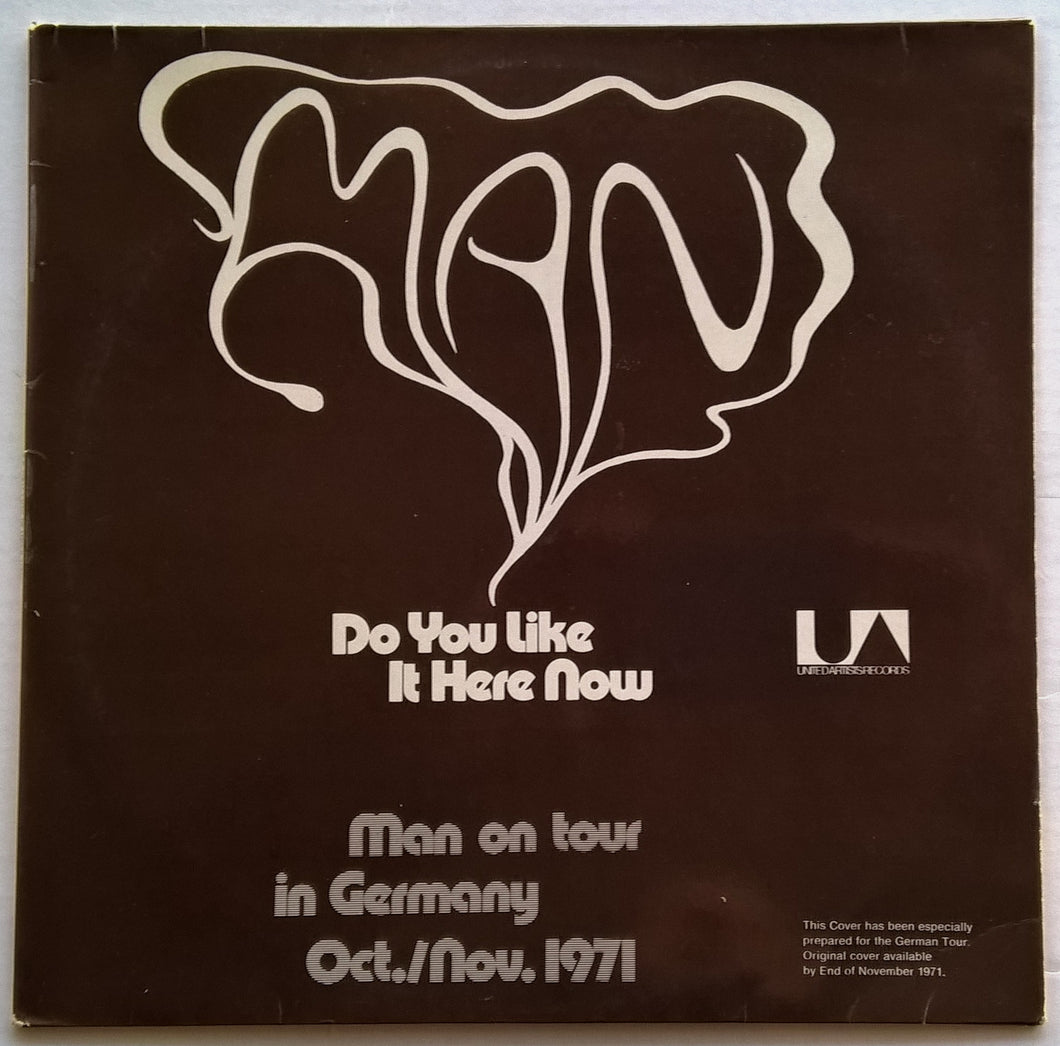 MAN
Do You Like
It Here Now
UA
UNITED ARTISTS RECORDS
Man on tour
in Germany
Oct./Nov. 1971
This Cover has been especially
prepared for the German Tour.
Original cover available
by End of November 1971.